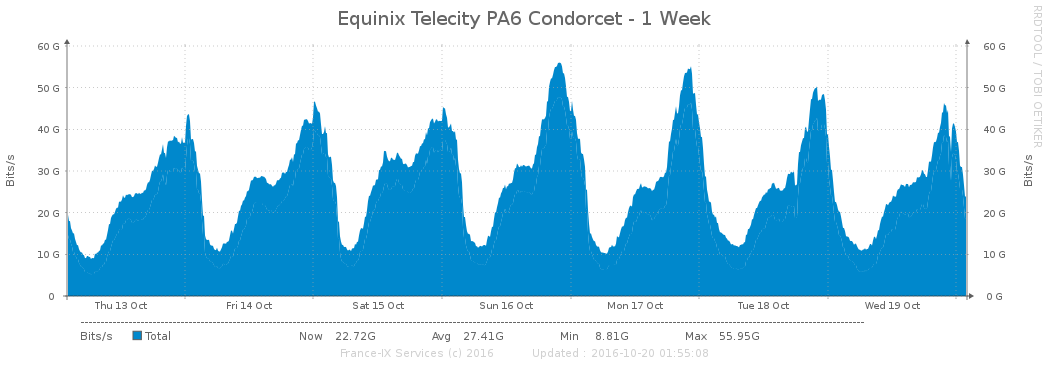 Equinix Telecity PA6 Condorcet - 1 Week
RRDTOOL / TOBI OETIKER
Bits/s
60 G
50 G
40 G
30 G
20 G
10 G
0
60 G
50 G
40 G
30 G
20 G
10 G
0 G
Bits/s
Thu 13 Oct Fri 14 Oct Sat 15 Oct Sun 16 Oct Mon 17 Oct Tue 18 Oct Wed 19 Oct
Bits/s Total Now 22.72G Avg 27.41G Min 8.81G Max 55.95G
France-IX Services (c) 2016 Updated : 2016-10-20 01:55:08